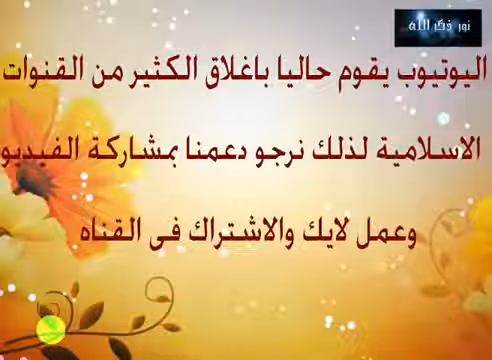 نور ذكر الله
اليوتيوب يقوم حاليا باغلاق الكثير من القنوات
الاسلامية لذلك نرجو دعمنا بمشاركة الفيديو
وعمل لايك والاشتراك فى القناه